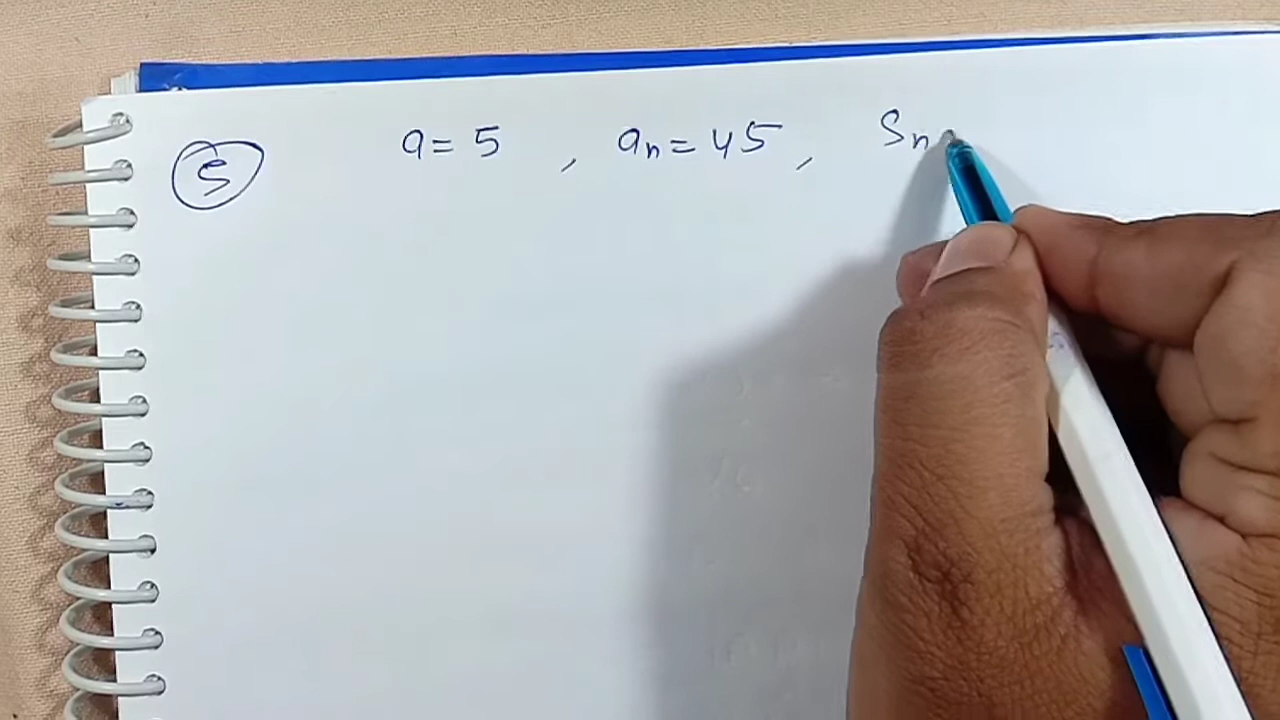 5 a = 5 , an = 45 , Sn